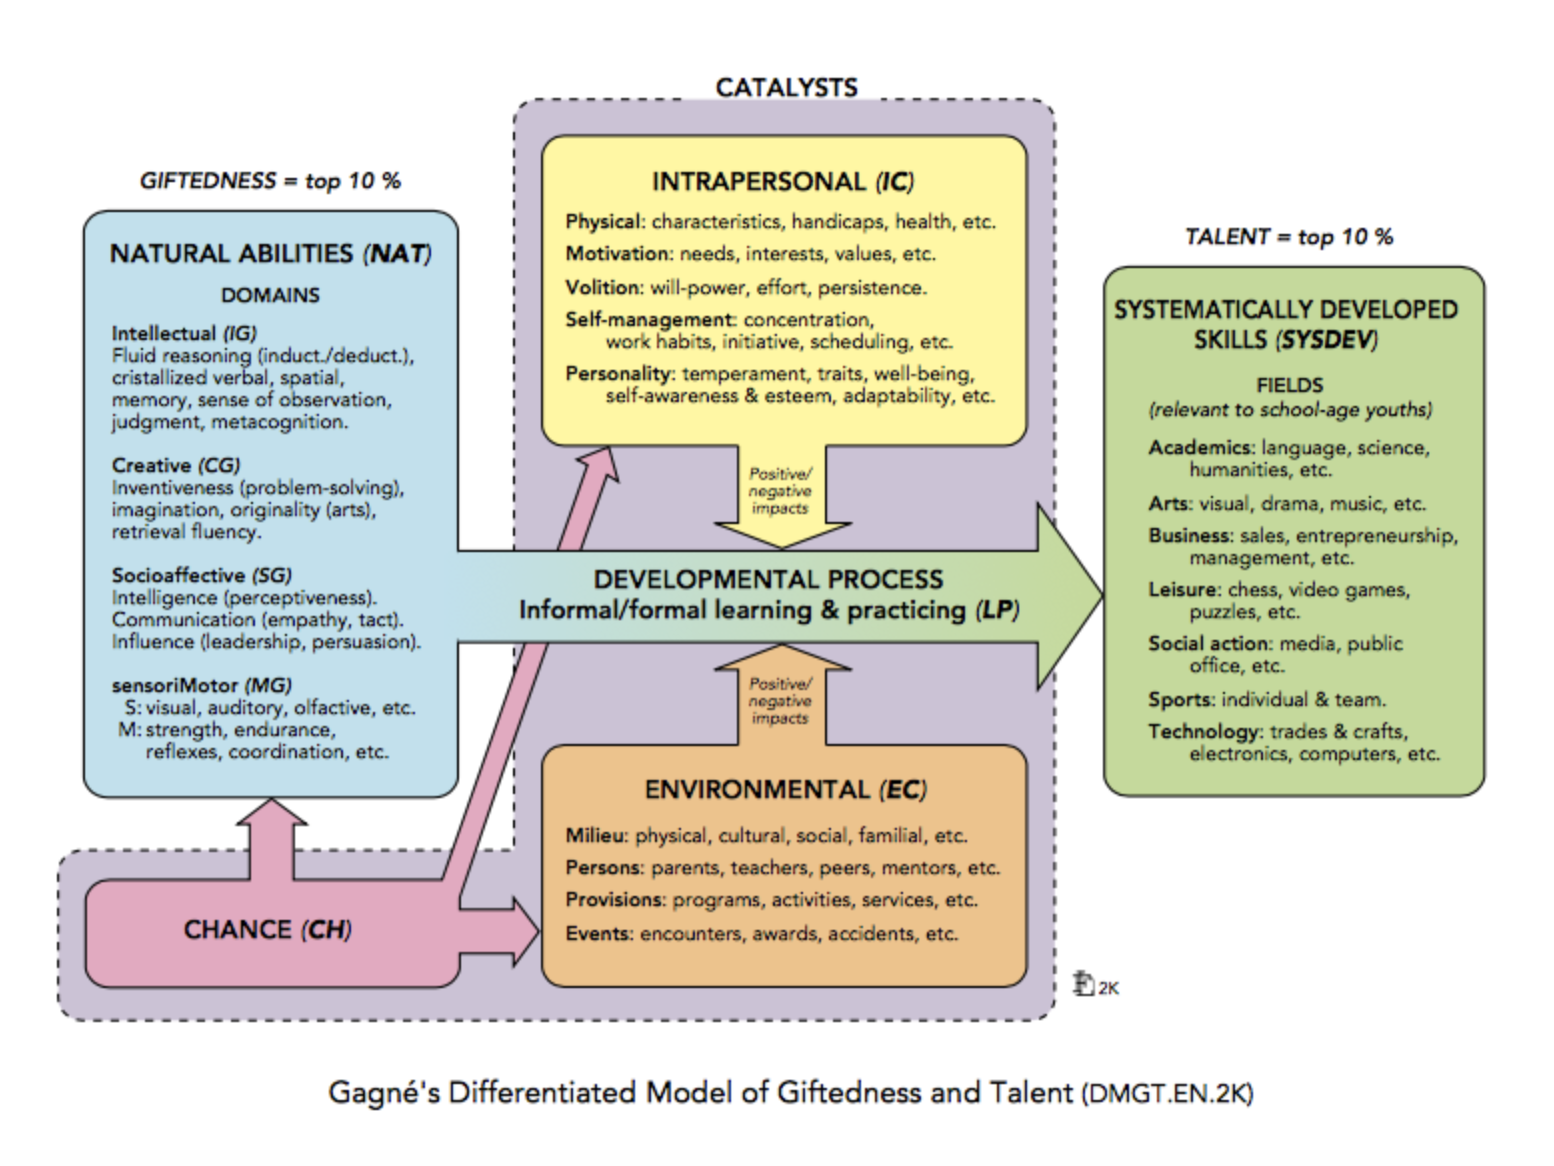 CATALYSTS
GIFTEDNESS = top 10 %
NATURAL ABILITIES (NAT)
DOMAINS
Intellectual (IG)
Fluid reasoning (induct./deduct.),
cristallized verbal, spatial,
memory, sense of observation,
judgment, metacognition.
Creative (CG)
Inventiveness (problem-solving),
imagination, originality (arts),
retrieval fluency.
Socioaffective (SG)
Intelligence (perceptiveness).
Communication (empathy, tact).
Influence (leadership, persuasion).
sensoriMotor (MG)
S: visual, auditory, olfactive, etc.
M: strength, endurance,
reflexes, coordination, etc.
CHANCE (CH)
INTRAPERSONAL (IC)
Physical: characteristics, handicaps, health, etc.
Motivation: needs, interests, values, etc.
Volition: will-power, effort, persistence.
Self-management: concentration,
work habits, initiative, scheduling, etc.
Personality: temperament, traits, well-being,
self-awareness & esteem, adaptability, etc.
Positive/
negative
impacts
DEVELOPMENTAL PROCESS
Informal/formal learning & practicing (LP)
Positive/
negative
impacts
ENVIRONMENTAL (EC)
Milieu: physical, cultural, social, familial, etc.
Persons: parents, teachers, peers, mentors, etc.
Provisions: programs, activities, services, etc.
Events: encounters, awards, accidents, etc.
TALENT = top 10 %
SYSTEMATICALLY DEVELOPED
SKILLS (SYSDEV)
FIELDS
(relevant to school-age youths)
Academics: language, science,
humanities, etc.
Arts: visual, drama, music, etc.
Business: sales, entrepreneurship,
management, etc.
Leisure: chess, video games,
puzzles, etc.
Social action: media, public
office, etc.
Sports: individual & team.
Technology: trades & crafts,
electronics, computers, etc.
2K
Gagné's Differentiated Model of Giftedness and Talent (DMGT.EN.2K)